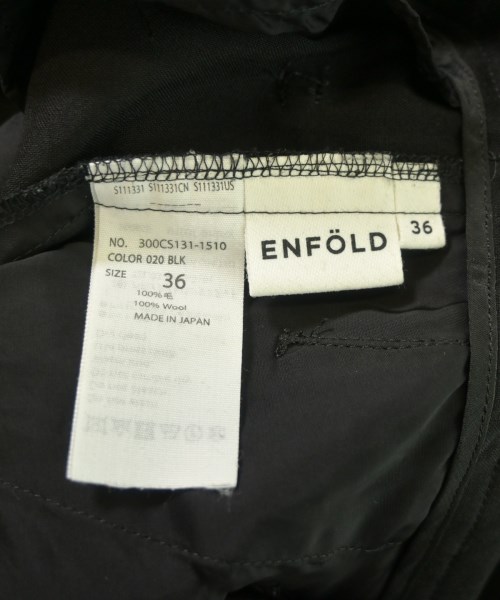 S111331 S111331CN S111331US
NO. 300CS131-1510
COLOR 020 BLK
SIZE 36
100%毛
100% Wool
MADE IN JAPAN
ENFÖLD
36